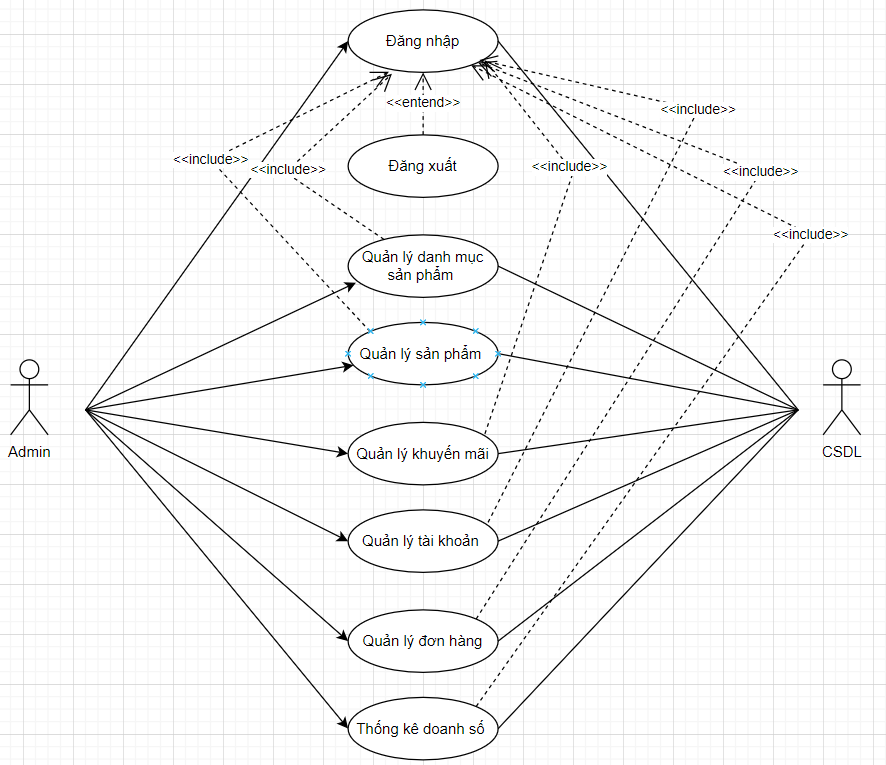 Đăng nhập
<<entend>>
<<include>>
<<include>>
<<include>>
<<include>>
<<include>>
<<include>>
Đăng xuất
Quản lý danh mục
sản phẩm
Quản lý sản phẩm
Admin
CSDL
Quản lý khuyến mãi
Quản lý tài khoản
Quản lý đơn hàng
Thống kê doanh số